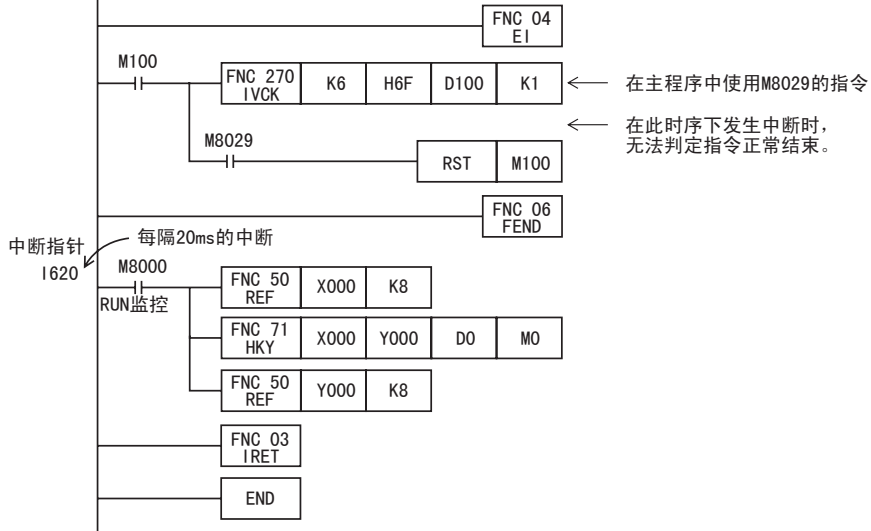 FNC 04
EI
M100
FNC 270
IVCK
K6
H6F
D100
K1
在主程序中使用M8029的指令
在此时序下发生中断时，
无法判定指令正常结束。
M8029
RST
M100
FNC 06
FEND
中断指针
I620
每隔20ms的中断
M8000
RUN监控
FNC 50
REF
X000
K8
FNC 71
HKY
X000
Y000
D0
M0
FNC 50
REF
Y000
K8
FNC 03
IRET
END